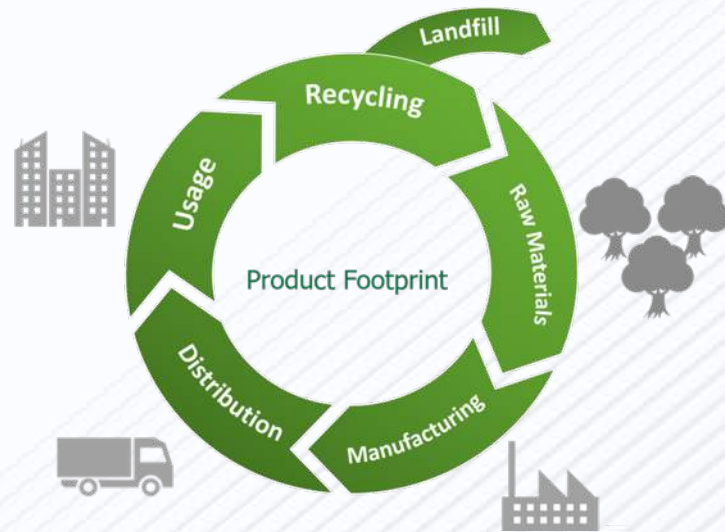 Landfill
Recycling
Raw Materials
Manufacturing
Distribution
Usage
Product Footprint